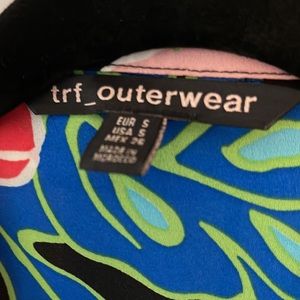 trf_outerwear
EUR S
USA S
MEX 26
MADE IN
MOROCCO